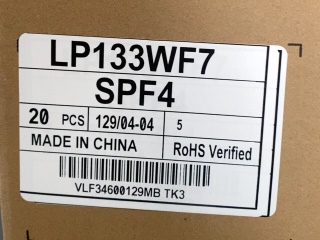 LP133WF7
SPF4
20 PCS 129/04-04 5
MADE IN CHINA RoHS Verified
VLF34600129MB TK3